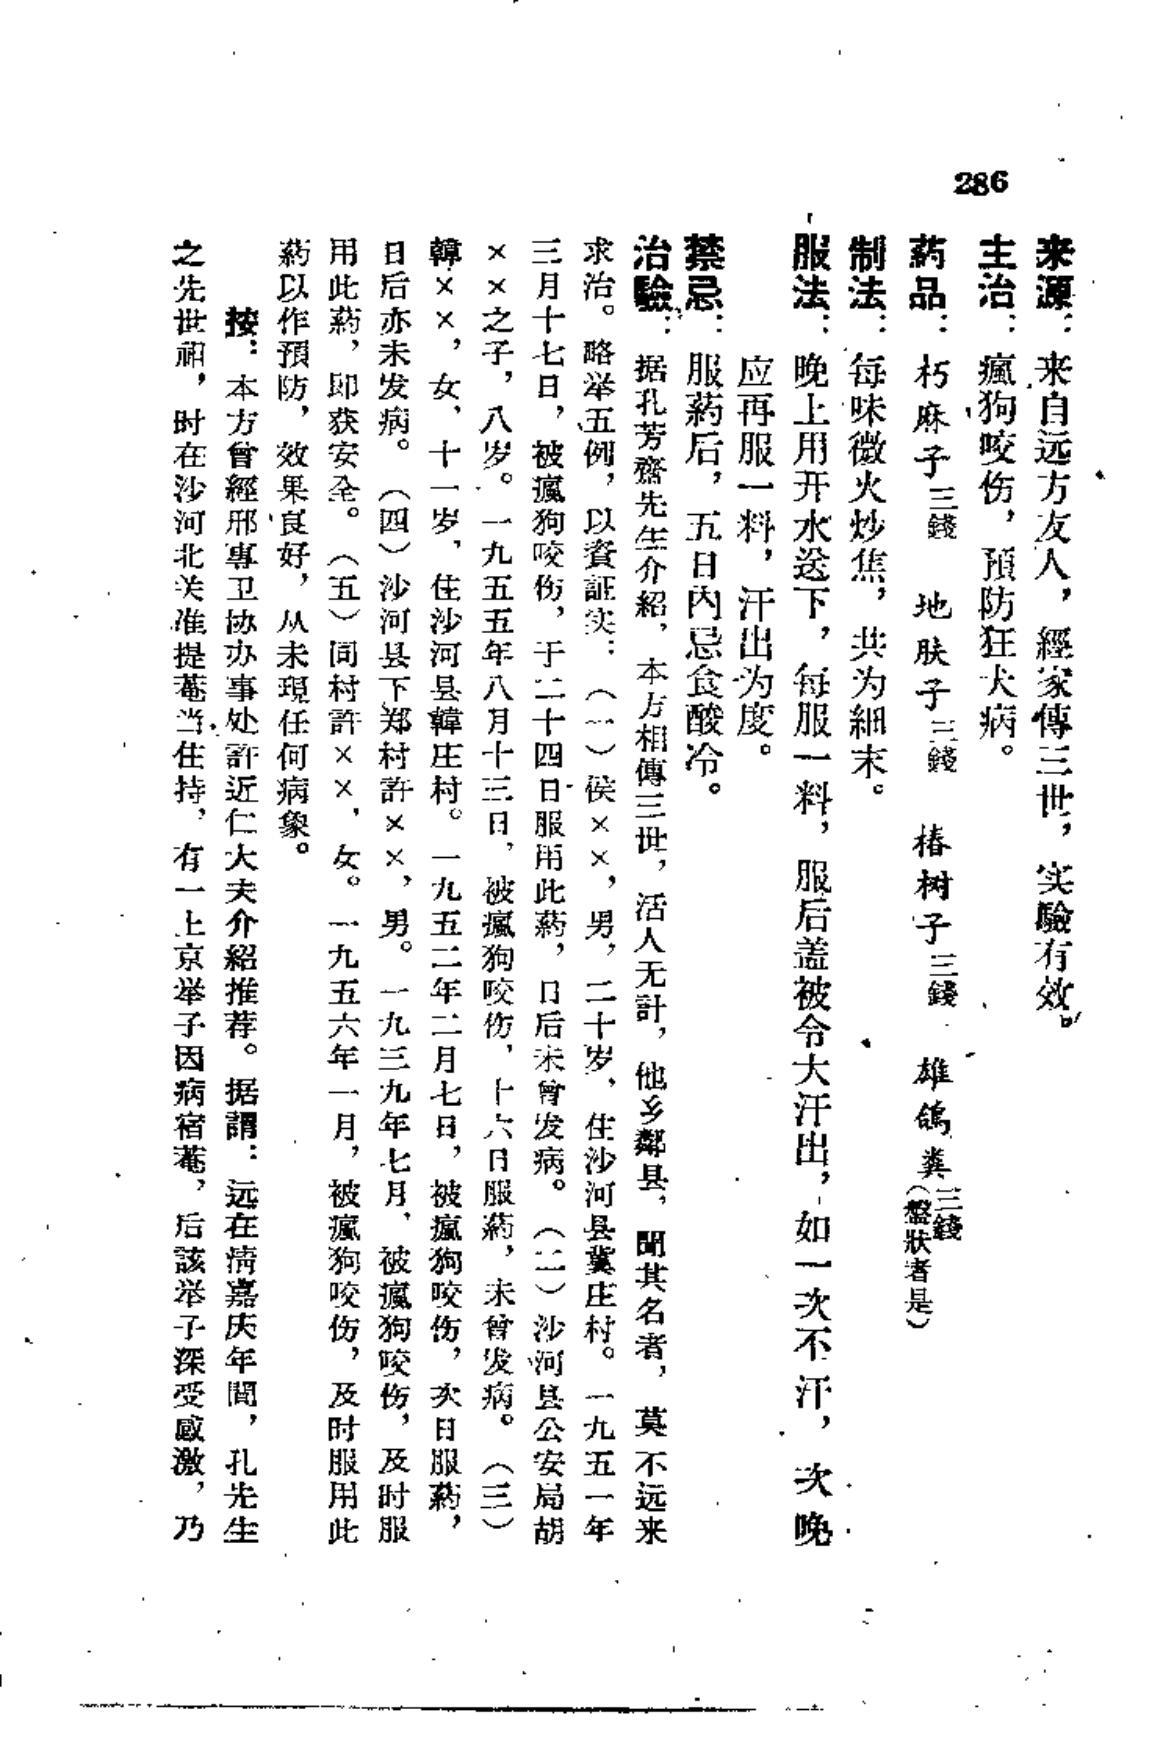 286
来源：来自远方友人，經家傳三世，实驗有效。
主治：瘋狗咬伤，預防狂犬病。
药品：朽麻子三錢　地肤子三錢　椿树子三錢　雄鴿粪三錢（盤狀者是）
制法：每味微火炒焦，共为細末。
服法：晚上用开水送下，每服一料，服后盖被令大汗出，如一次不汗，次晚
应再服一料，汗出为度。
禁忌：服药后，五日內忌食酸冷。
治驗：据孔芳齋先生介紹，本方相傳三世，活人无計，他乡鄰县，聞其名者，莫不远来
求治。略举五例，以資証实：（一）侯××，男，二十岁，住沙河县冀庄村。一九五一年
三月十七日，被瘋狗咬伤，于二十四日服用此药，日后未曾发病。（二）沙河县公安局胡
××之子，八岁。一九五五年八月十三日，被瘋狗咬伤，十六日服药，未曾发病。（三）
韓××，女，十一岁，住沙河县韓庄村。一九五二年二月七日，被瘋狗咬伤，次日服药，
日后亦未发病。（四）沙河县下郑村許××，男。一九三九年七月，被瘋狗咬伤，及时服
用此药，即获安全。（五）同村許××，女。一九五六年一月，被瘋狗咬伤，及时服用此
药以作預防，效果良好，从未現任何病象。
按：本方曾經邢專卫协办事处許近仁大夫介紹推荐。据謂：远在淸嘉庆年間，孔先生
之先世祖，时在沙河北关准提菴当住持，有一上京举子因病宿菴，后該举子深受感激，乃